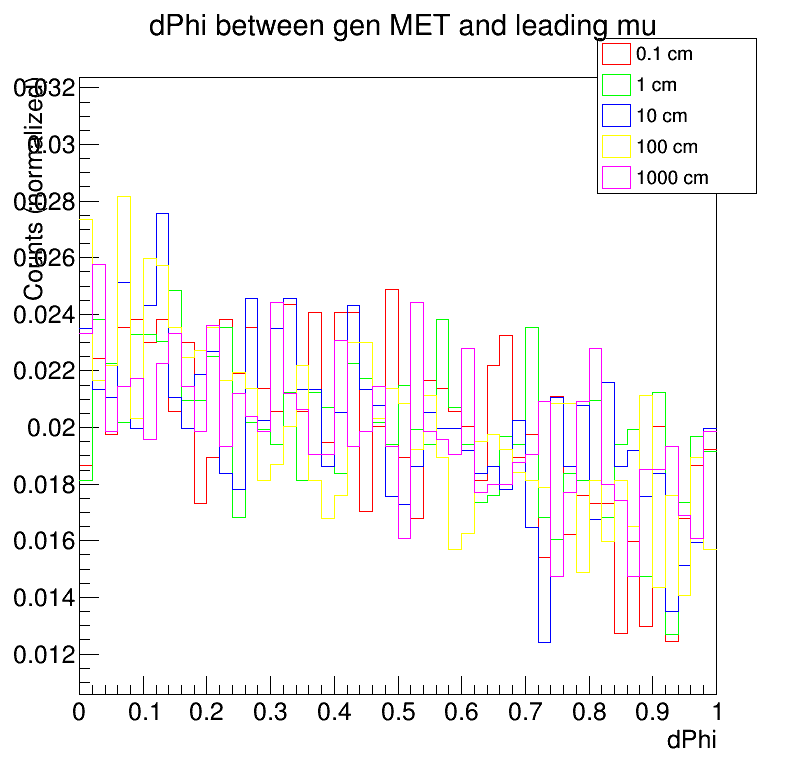 dPhi between gen MET and leading mu
0.1 cm
1 cm
10 cm
100 cm
1000 cm
Counts (normalized)
0.032
0.03
0.028
0.026
0.024
0.022
0.02
0.018
0.016
0.014
0.012
0 0.1 0.2 0.3 0.4 0.5 0.6 0.7 0.8 0.9 1
dPhi